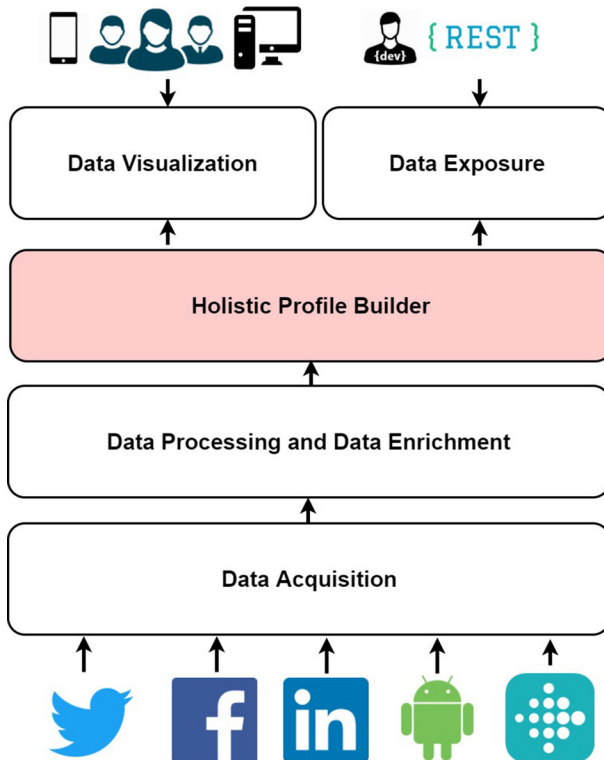 {dev}
{ REST }
Data Visualization
Data Exposure
Holistic Profile Builder
Data Processing and Data Enrichment
Data Acquisition
f
in